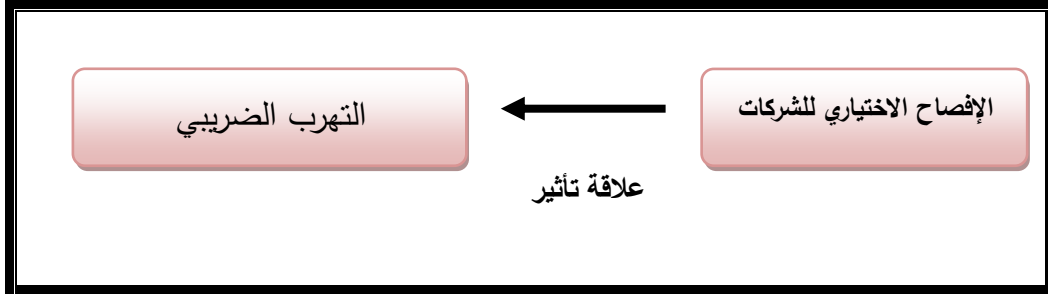 الإفصاح الاختياري للشركات
التهرب الضريبي
علاقة تأثير